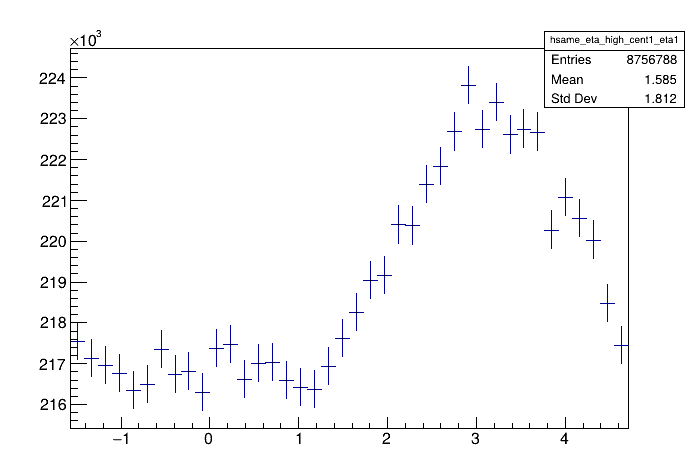 ×10³
hsame_eta_high_cent1_eta1
Entries 8756788
Mean 1.585
Std Dev 1.812
224
223
222
221
220
219
218
217
216
−1 0 1 2 3 4